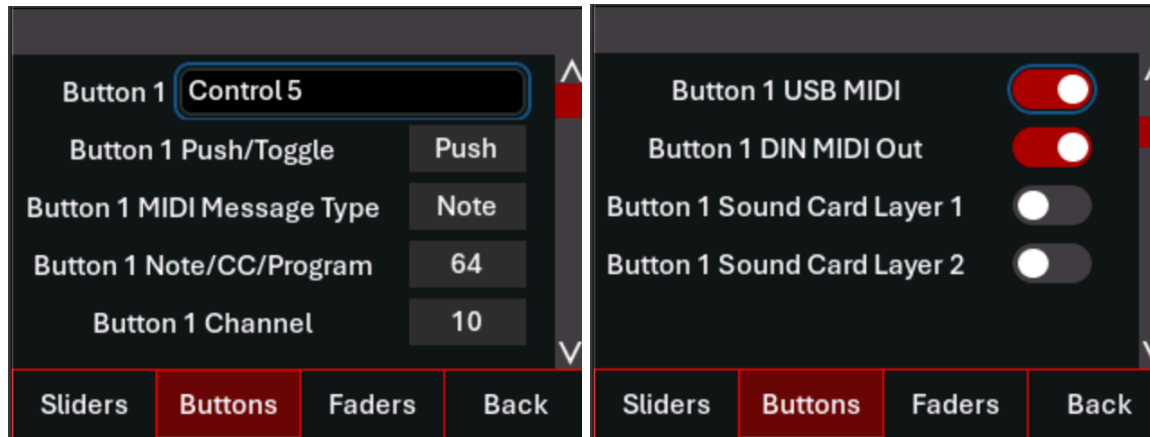 Button 1 Control 5
Button 1 Push/Toggle Push
Button 1 MIDI Message Type Note
Button 1 Note/CC/Program 64
Button 1 Channel 10
Sliders Buttons Faders Back
Button 1 USB MIDI
Button 1 DIN MIDI Out
Button 1 Sound Card Layer 1
Button 1 Sound Card Layer 2
Sliders Buttons Faders Back